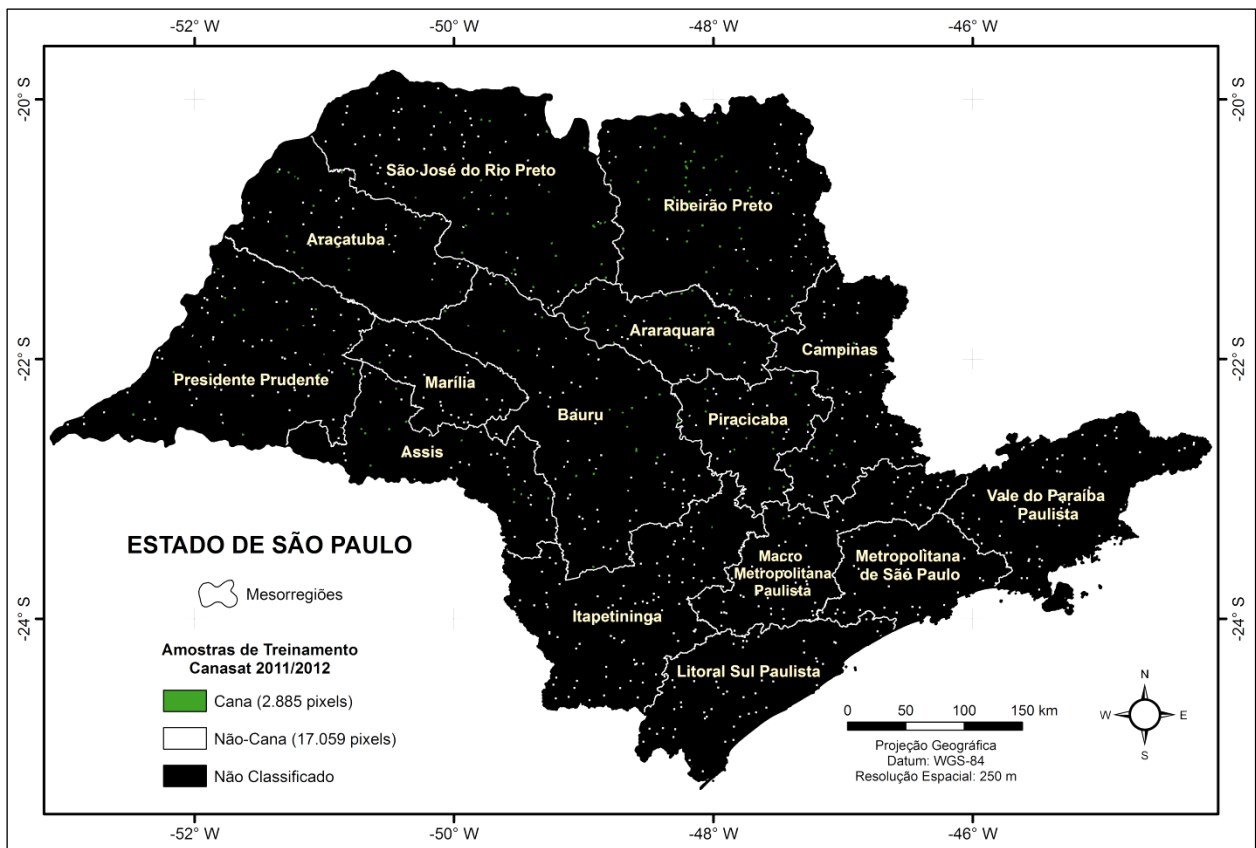 -52° W
-50° W
-48° W
-46° W
-20° S
-20° S
São José do Rio Preto
Ribeirão Preto
Araçatuba
Araraquara
Campinas
-22° S
-22° S
Presidente Prudente
Marília
Bauru
Piracicaba
Assis
Vale do Paraíba
Paulista
ESTADO DE SÃO PAULO
Mesorregiões
Macro
Metropolitana
Paulista
Metropolitana
de São Paulo
Itapetininga
-24° S
-24° S
Litoral Sul Paulista
Amostras de Treinamento
Canasat 2011/2012
Cana (2.885 pixels)
Não-Cana (17.059 pixels)
Não Classificado
0 50 100 150 km
Projeção Geográfica
Datum: WGS-84
Resolução Espacial: 250 m
N
W E
S
-52° W
-50° W
-48° W
-46° W